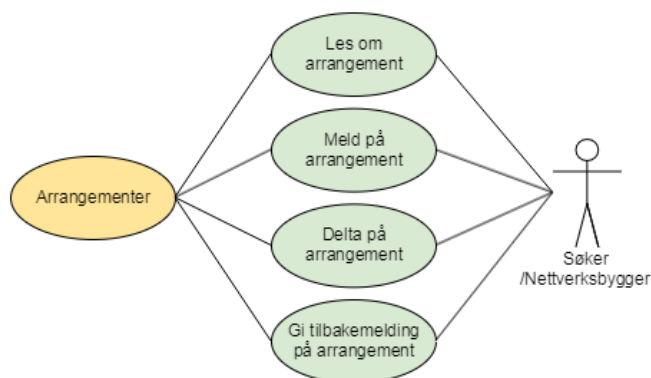 Les om
arrangement
Meld på
arrangement
Arrangementer
Delta på
arrangement
Søker
/Nettverksbygger
Gi tilbakemelding
på arrangement